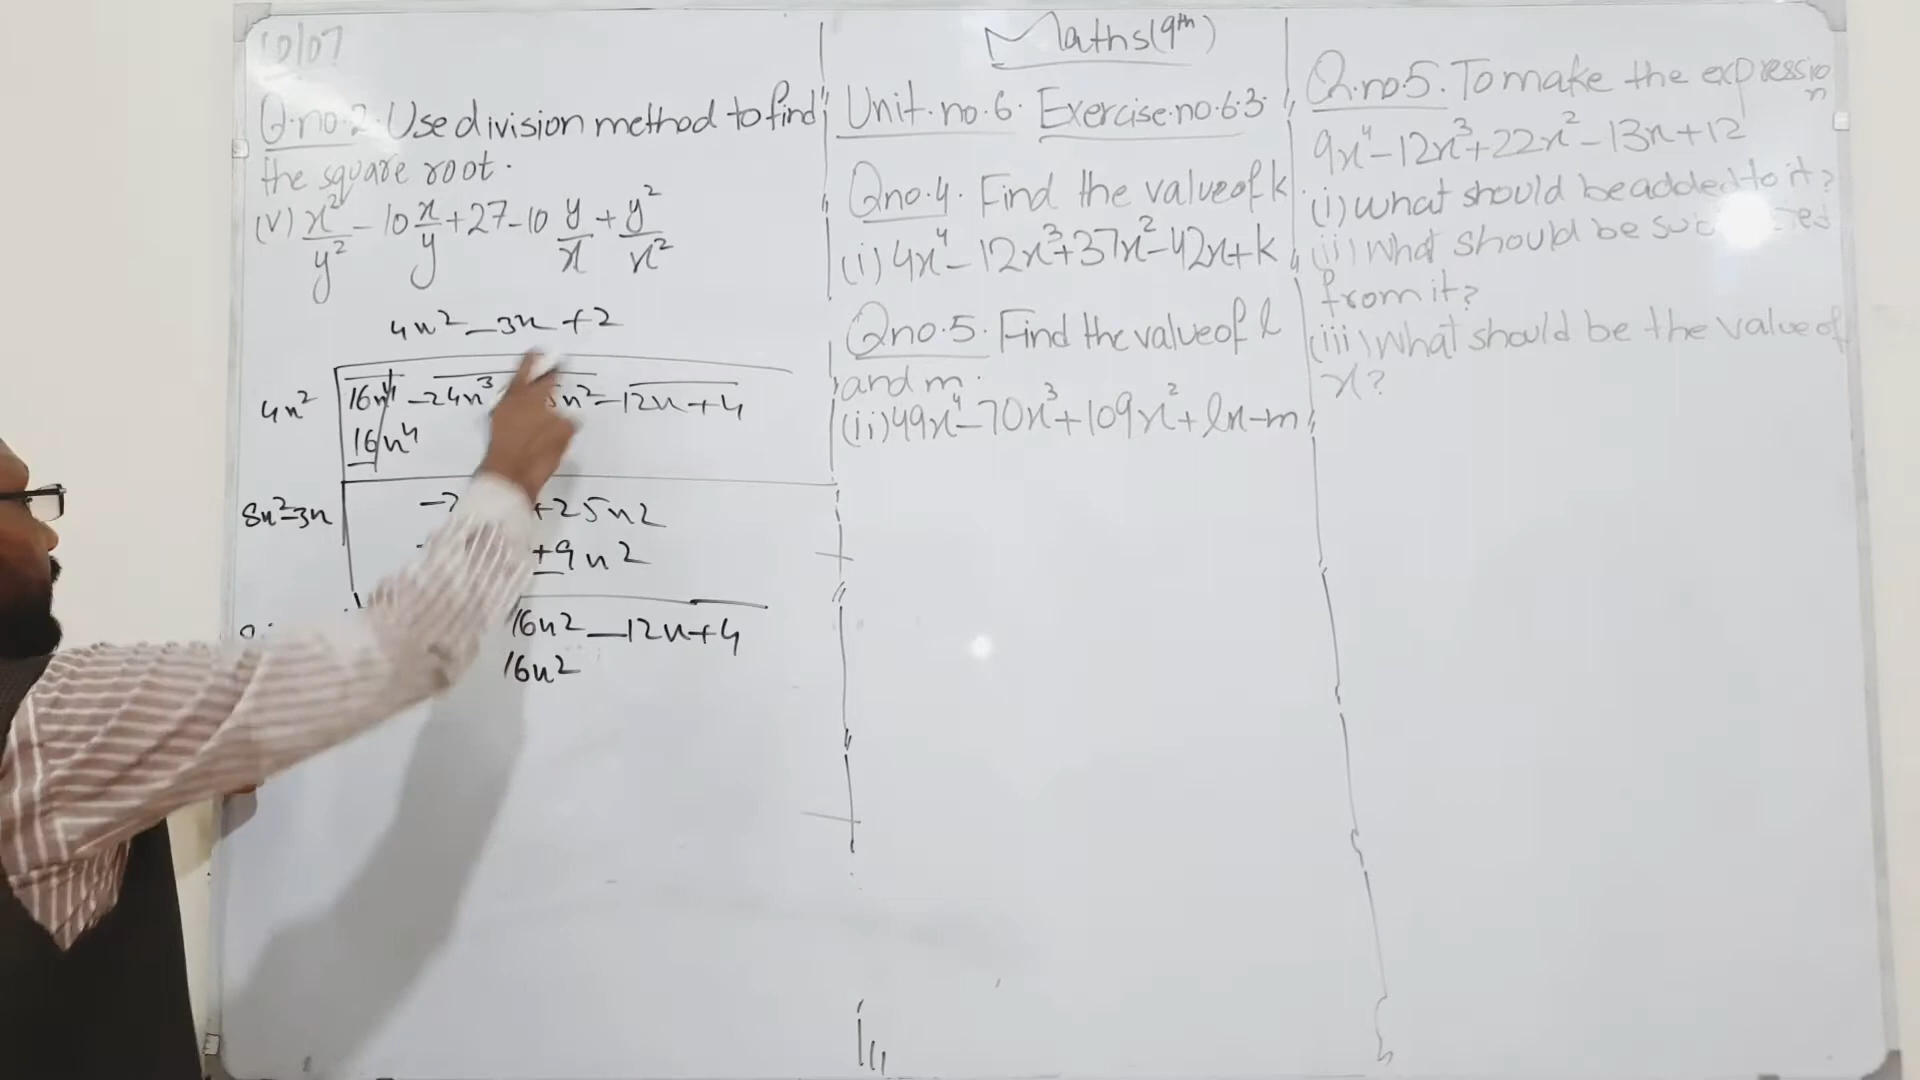 10/07
Q.no.2. Use division method to find
the square root.
(v) x²/y² - 10 x/y + 27 - 10 y/x + y²/x²
4x² - 3x + 2
4x² 16x⁴ - 24x³ 5x² - 12x + 4
16x⁴
8x² - 3x + 25x2
+ 9x2
16x2 - 12x + 4
16x2
Maths (9th)
Unit.no.6. Exercise.no.6.3.
Qno.4. Find the value of k.
(i) 4x⁴ - 12x³ + 37x² - 42x + k
Qno.5. Find the value of l
and m.
(ii) 49x⁴ - 70x³ + 109x² + lx - m
Q.no5. To make the expression
9x⁴ - 12x³ + 22x² - 13x + 12
(i) what should be added to it?
(ii) What should be
from it?
(iii) What should be the value of
x?